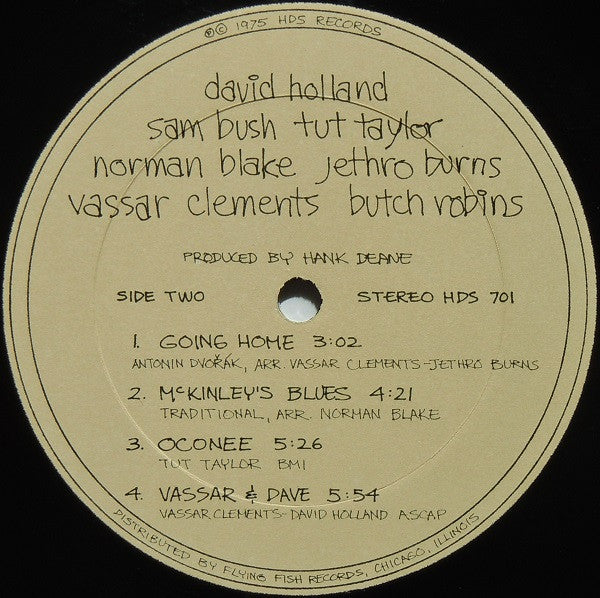 ℗© 1975 HDS RECORDS
david holland
sam bush tut taylor
norman blake jethro burns
vassar clements butch robins
PRODUCED BY HANK DEANE
SIDE TWO STEREO HDS 701
1. GOING HOME 3:02
ANTONIN DVOŘÁK, ARR. VASSAR CLEMENTS-JETHRO BURNS
2. McKINLEY'S BLUES 4:21
TRADITIONAL, ARR. NORMAN BLAKE
3. OCONEE 5:26
TUT TAYLOR BMI
4. VASSAR & DAVE 5:54
VASSAR CLEMENTS-DAVID HOLLAND ASCAP
DISTRIBUTED BY FLYING FISH RECORDS, CHICAGO, ILLINOIS